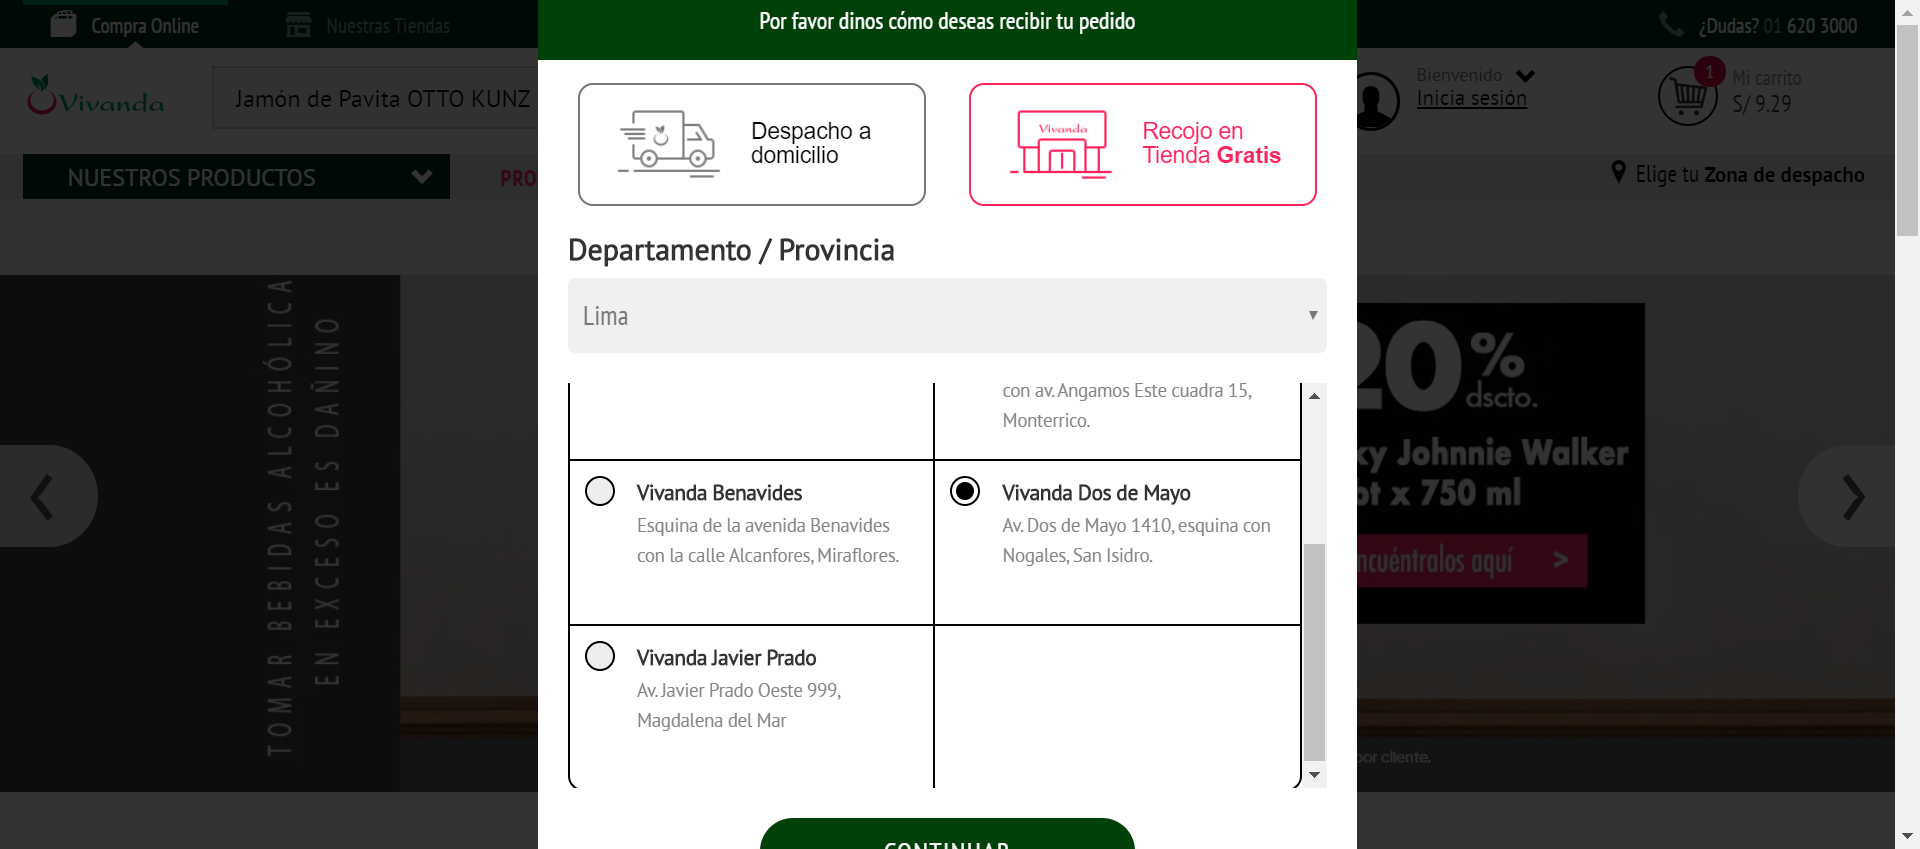 Compra Online
Nuestras Tiendas
Por favor dinos cómo deseas recibir tu pedido
¿Dudas? 01 620 3000
Vivanda
Jamón de Pavita OTTO KUNZ
Bienvenido
Inicia sesión
1
Mi carrito
S/ 9.29
Despacho a
domicilio
Vivanda
Recojo en
Tienda Gratis
NUESTROS PRODUCTOS
PRO
Elige tu Zona de despacho
Departamento / Provincia
Lima
con av. Angamos Este cuadra 15,
Monterrico.
Vivanda Benavides
Esquina de la avenida Benavides
con la calle Alcanfores, Miraflores.
Vivanda Dos de Mayo
Av. Dos de Mayo 1410, esquina con
Nogales, San Isidro.
Vivanda Javier Prado
Av. Javier Prado Oeste 999,
Magdalena del Mar
CONTINUAR
TOMAR BEBIDAS ALCOHÓLICA
EN EXCESO ES DAÑINO
20%
dscto.
ky Johnnie Walker
pt x 750 ml
ncuéntralos aquí >
por cliente.